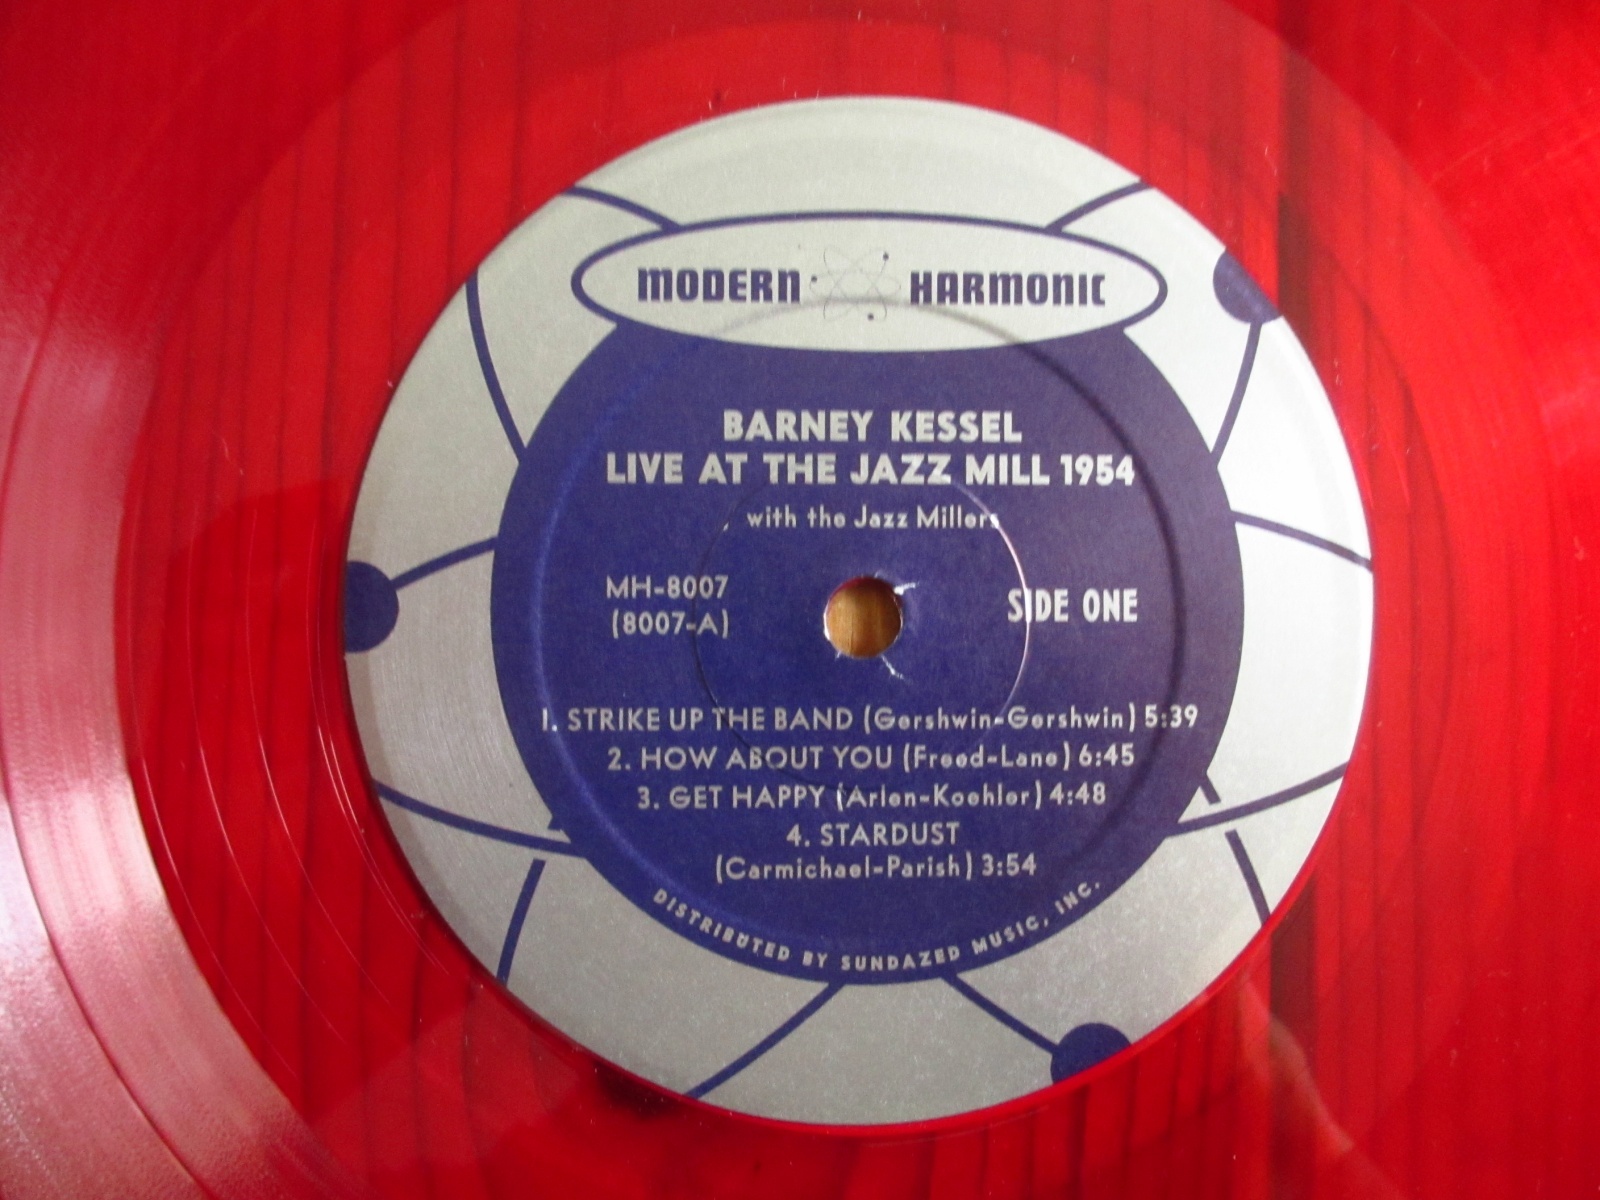 MODERN HARMONIC
BARNEY KESSEL
LIVE AT THE JAZZ MILL 1954
with the Jazz Millers
MH-8007
(8007-A)
SIDE ONE
1. STRIKE UP THE BAND (Gershwin-Gershwin) 5:39
2. HOW ABOUT YOU (Freed-Lane) 6:45
3. GET HAPPY (Arlen-Koehler) 4:48
4. STARDUST
(Carmichael-Parish) 3:54
DISTRIBUTED BY SUNDAZED MUSIC, INC.